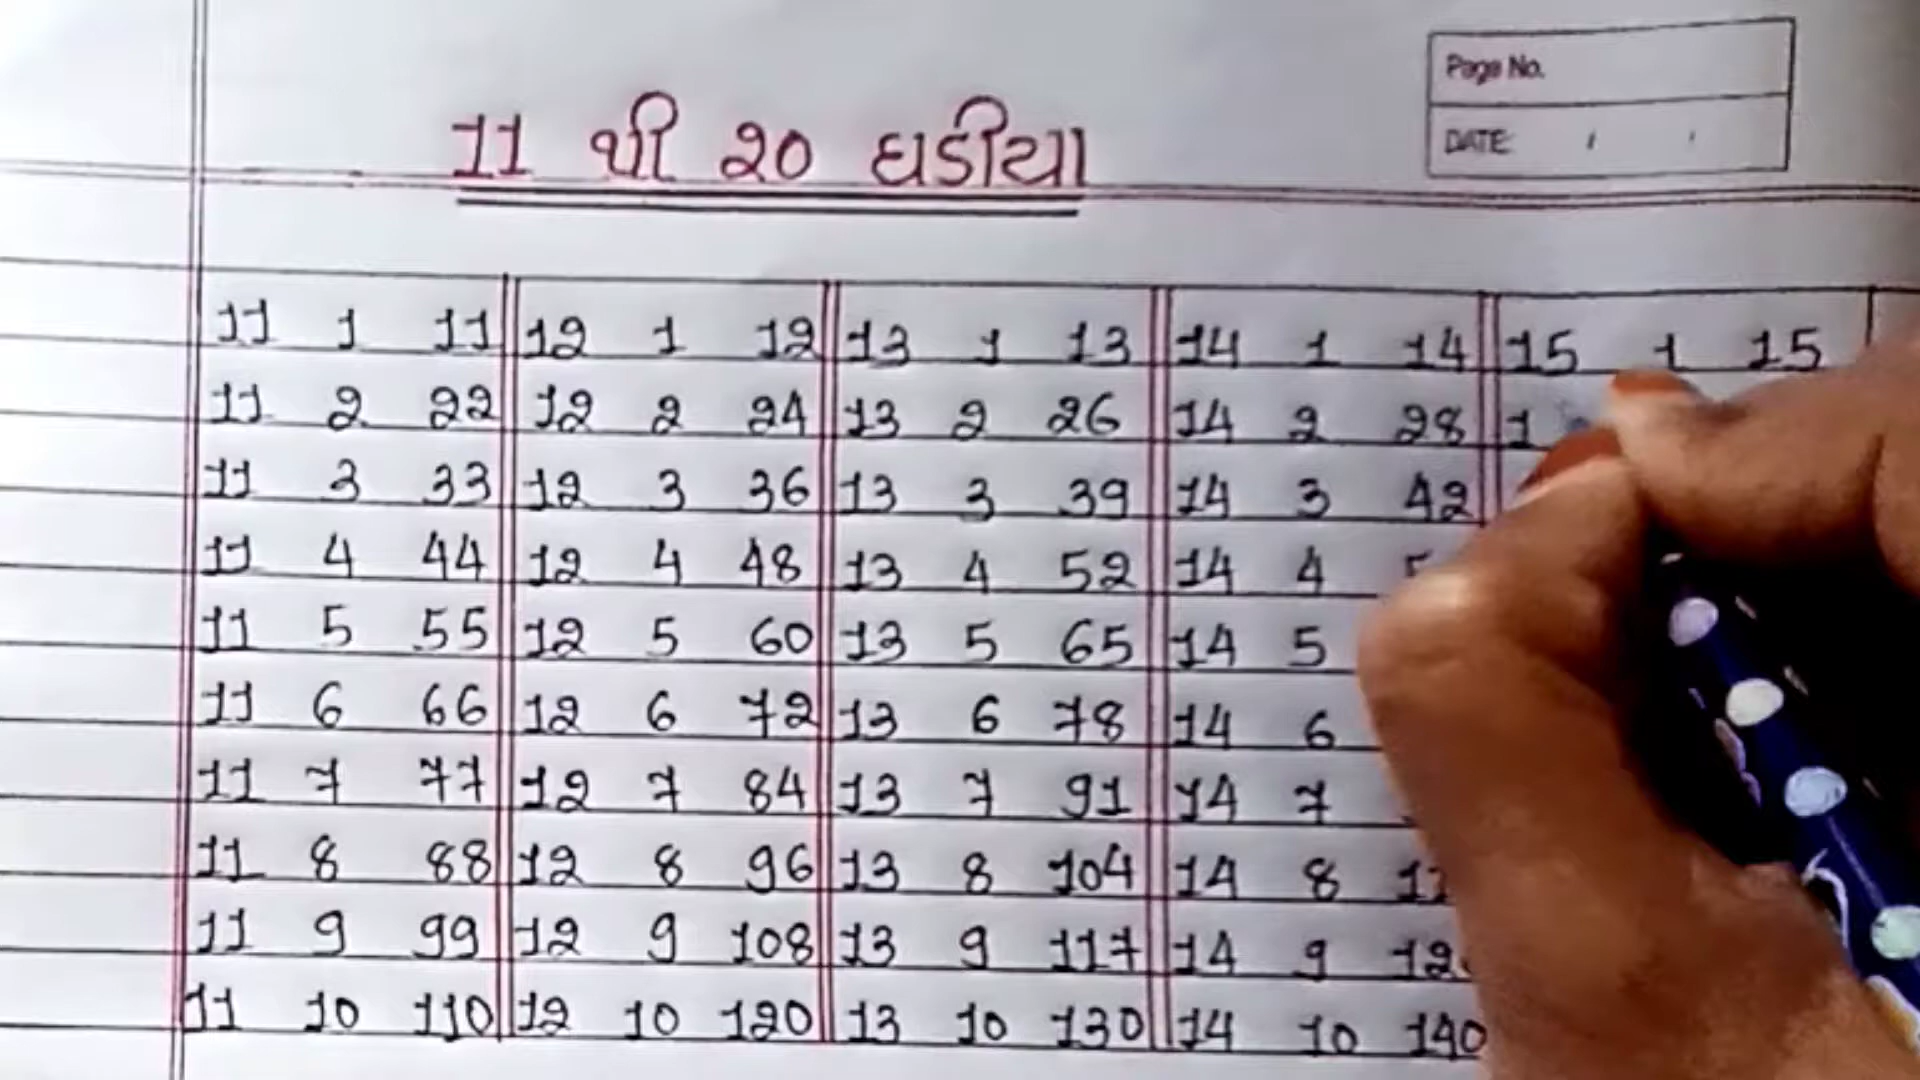 Page No.
DATE: / /
11 થી 20 ઘડીયા
11 1 11 12 1 12 13 1 13 14 1 14 15 1 15
11 2 22 12 2 24 13 2 26 14 2 28 1
11 3 33 12 3 36 13 3 39 14 3 42
11 4 44 12 4 48 13 4 52 14 4
11 5 55 12 5 60 13 5 65 14 5
11 6 66 12 6 72 13 6 78 14 6
11 7 77 12 7 84 13 7 91 14 7
11 8 88 12 8 96 13 8 104 14 8
11 9 99 12 9 108 13 9 117 14 9
11 10 110 12 10 120 13 10 130 14 10 140